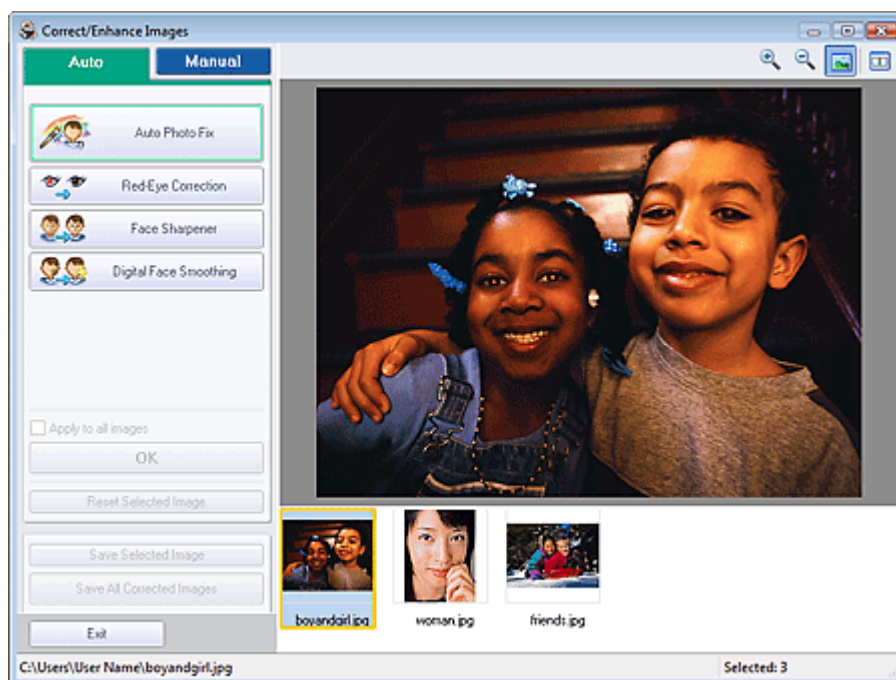 Correct/Enhance Images
Auto
Manual
Auto Photo Fix
Red-Eye Correction
Face Sharpener
Digital Face Smoothing
Apply to all images
OK
Reset Selected Image
Save Selected Image
Save All Corrected Images
Exit
boyandgirl.jpg
woman.jpg
friends.jpg
C:\Users\User Name\boyandgirl.jpg
Selected: 3